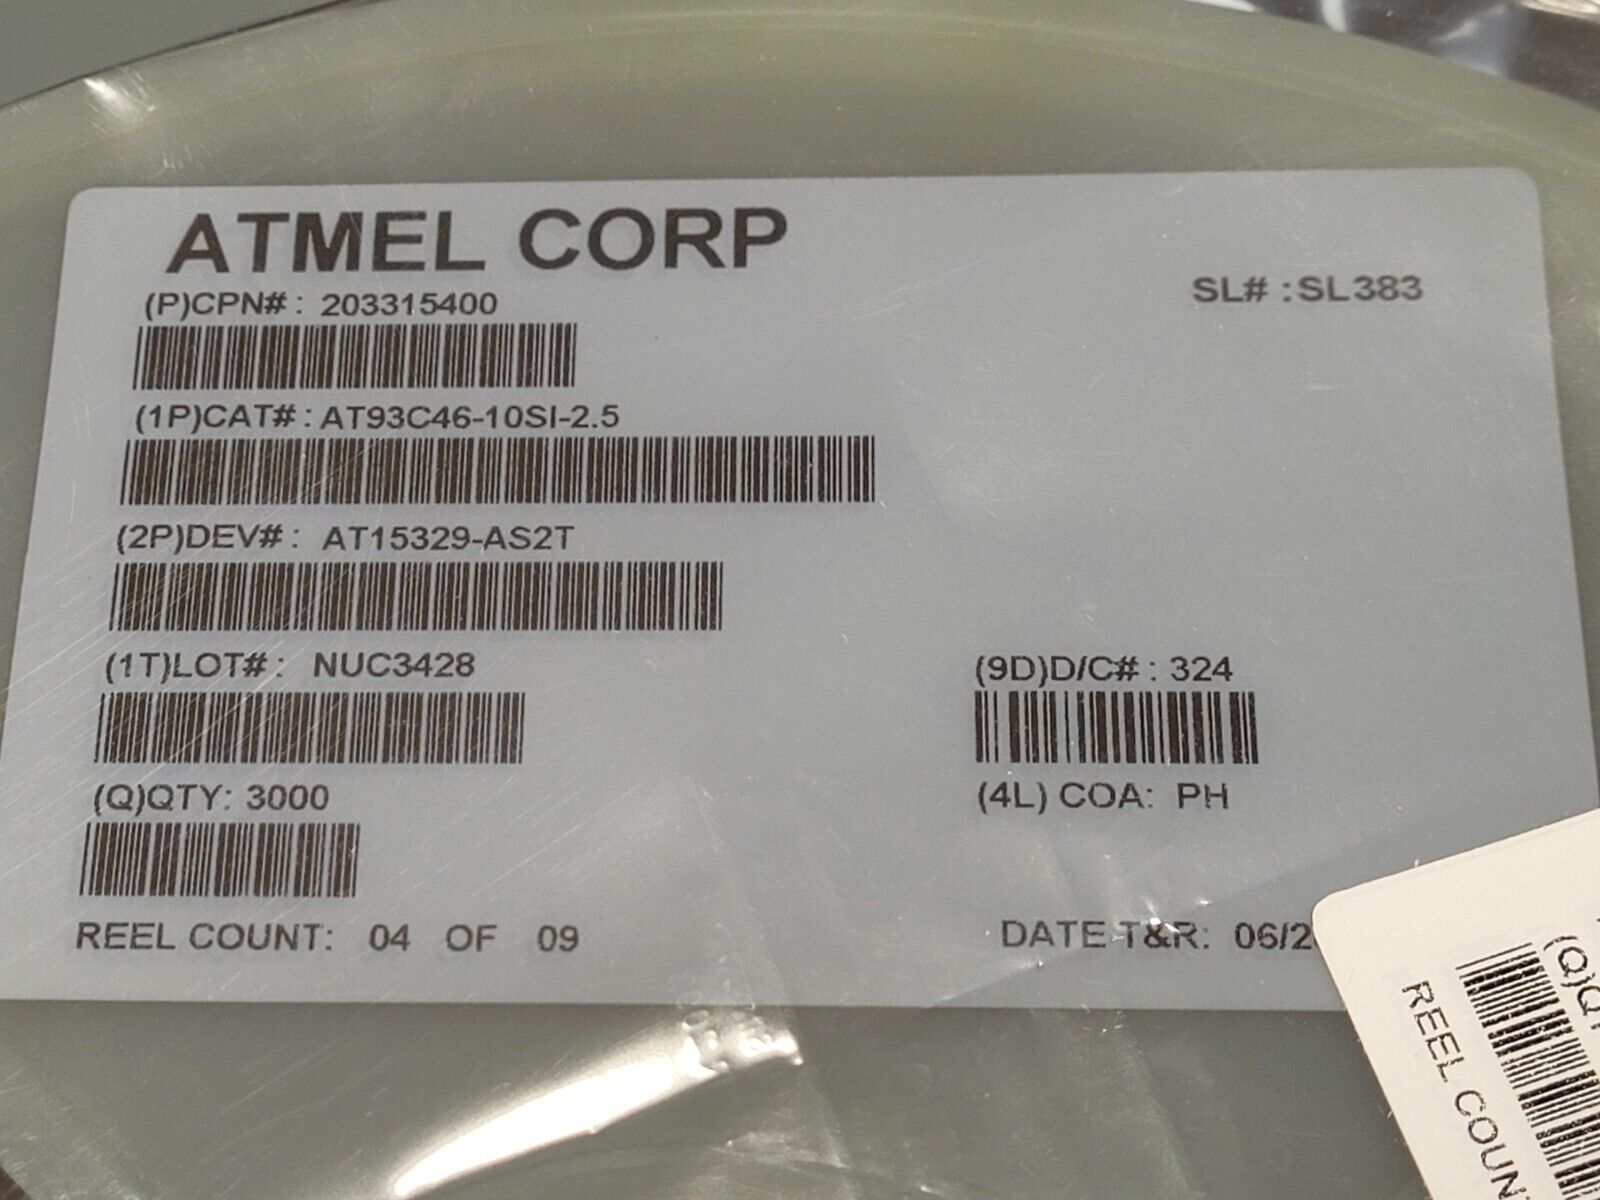 ATMEL CORP
(P)CPN# : 203315400
SL# : SL383
(1P)CAT# : AT93C46-10SI-2.5
(2P)DEV# : AT15329-AS2T
(1T)LOT# : NUC3428
(9D)D/C# : 324
(Q)QTY: 3000
(4L) COA: PH
REEL COUNT: 04 OF 09
DATE T&R: 06/2
(Q)Q
REEL COUN